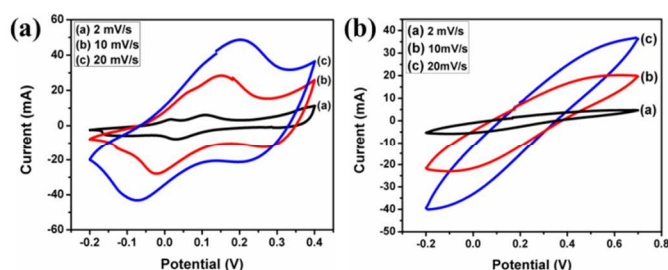 (a)
(a) 2 mV/s
(b) 10 mV/s
(c) 20 mV/s
(c)
(b)
(a)
60
40
20
0
-20
-40
-60
Current (mA)
-0.2 -0.1 0.0 0.1 0.2 0.3 0.4
Potential (V)
(b)
(a) 2 mV/s
(b) 10mV/s
(c) 20mV/s
(c)
(b)
(a)
40
30
20
10
0
-10
-20
-30
-40
-50
Current (mA)
-0.2 0.0 0.2 0.4 0.6 0.8
Potential (V)